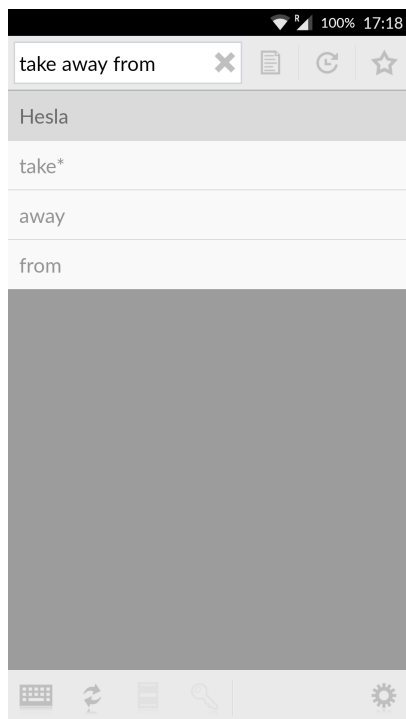 R 100% 17:18
take away from
Hesla
take*
away
from